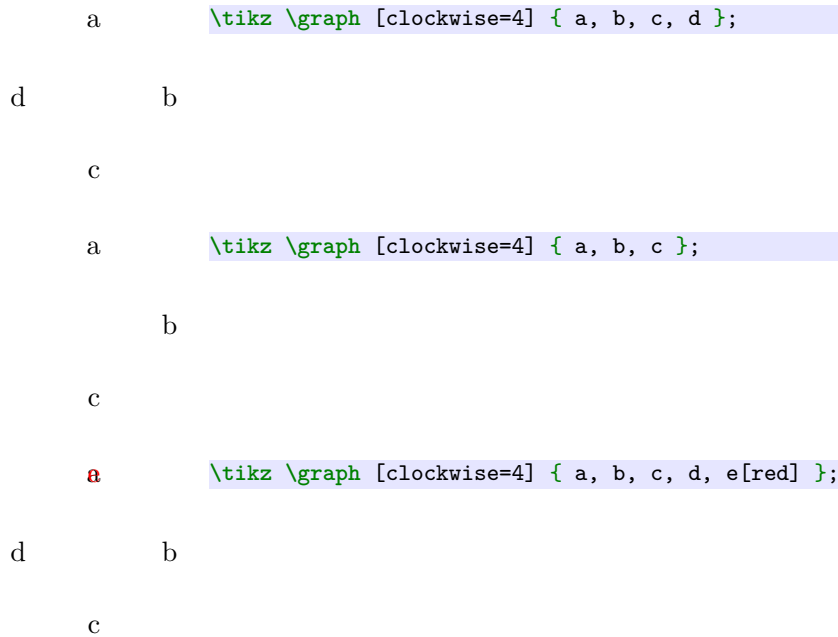 a \tikz \graph [clockwise=4] { a, b, c, d };
d b
c
a \tikz \graph [clockwise=4] { a, b, c };
b
c
a \tikz \graph [clockwise=4] { a, b, c, d, e[red] };
d b
c